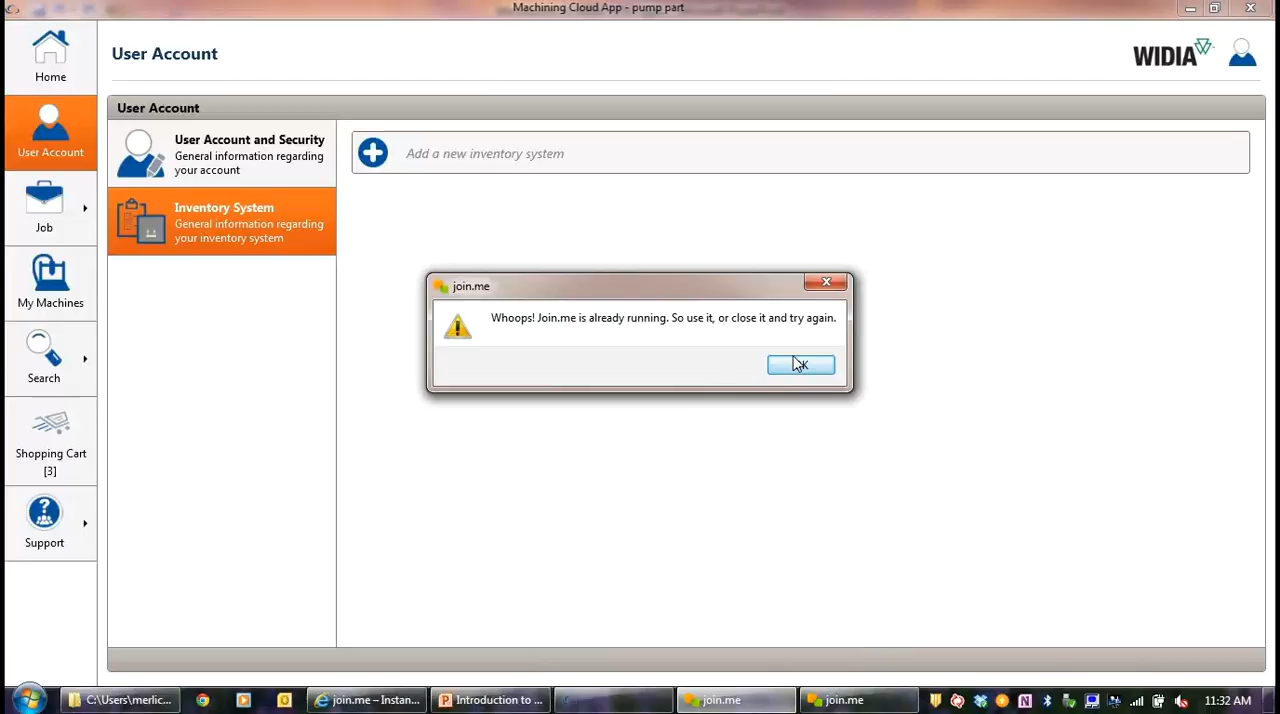 Machining Cloud App - pump part
Home
User Account
Job
My Machines
Search
Shopping Cart
[3]
Support
User Account
WIDIA
User Account
User Account and Security
General information regarding
your account
Inventory System
General information regarding
your inventory system
Add a new inventory system
join.me
Whoops! Join.me is already running. So use it, or close it and try again.
C:\Users\merlic...
join.me – Instan...
Introduction to ...
join.me
join.me
11:32 AM